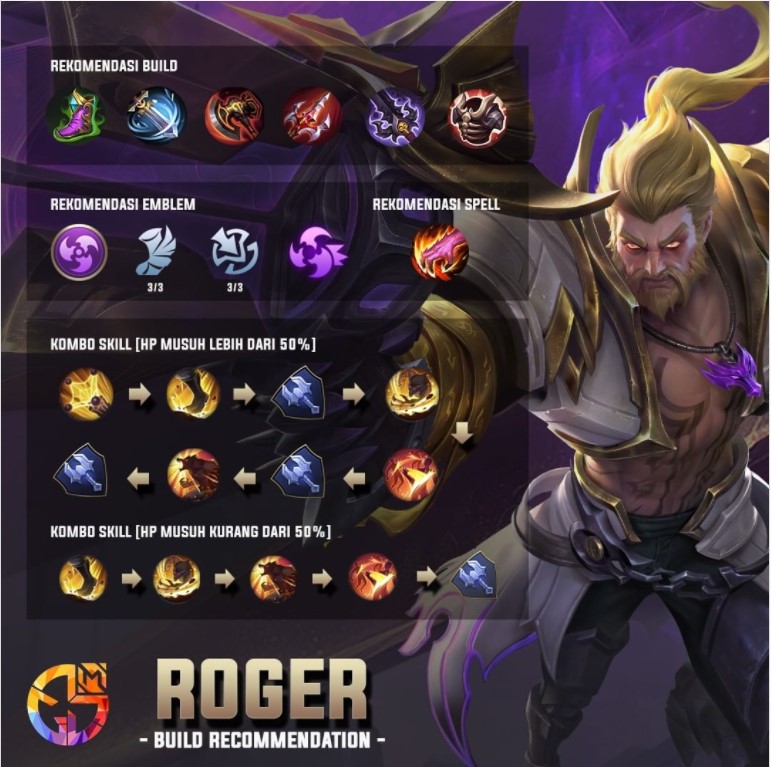 REKOMENDASI BUILD
REKOMENDASI EMBLEM
REKOMENDASI SPELL
3/3
3/3
KOMBO SKILL [HP MUSUH LEBIH DARI 50%]
KOMBO SKILL [HP MUSUH KURANG DARI 50%]
M
ROGER
- BUILD RECOMMENDATION -